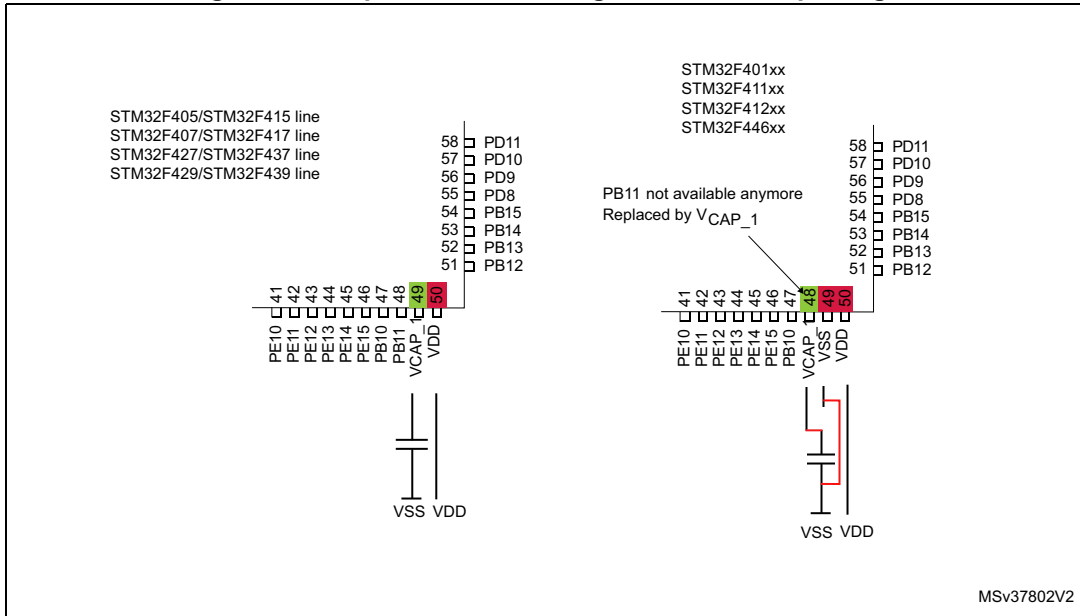 STM32F405/STM32F415 line
STM32F407/STM32F417 line
STM32F427/STM32F437 line
STM32F429/STM32F439 line
58 PD11
57 PD10
56 PD9
55 PD8
54 PB15
53 PB14
52 PB13
51 PB12
41 42 43 44 45 46 47 48 49 50
PE10 PE11 PE12 PE13 PE14 PE15 PB10 PB11 VCAP_1 VDD
VSS VDD
STM32F401xx
STM32F411xx
STM32F412xx
STM32F446xx
PB11 not available anymore
Replaced by VCAP_1
58 PD11
57 PD10
56 PD9
55 PD8
54 PB15
53 PB14
52 PB13
51 PB12
41 42 43 44 45 46 47 48 49 50
PE10 PE11 PE12 PE13 PE14 PE15 PB10 VCAP_1 VSS VDD
VSS VDD
MSv37802V2